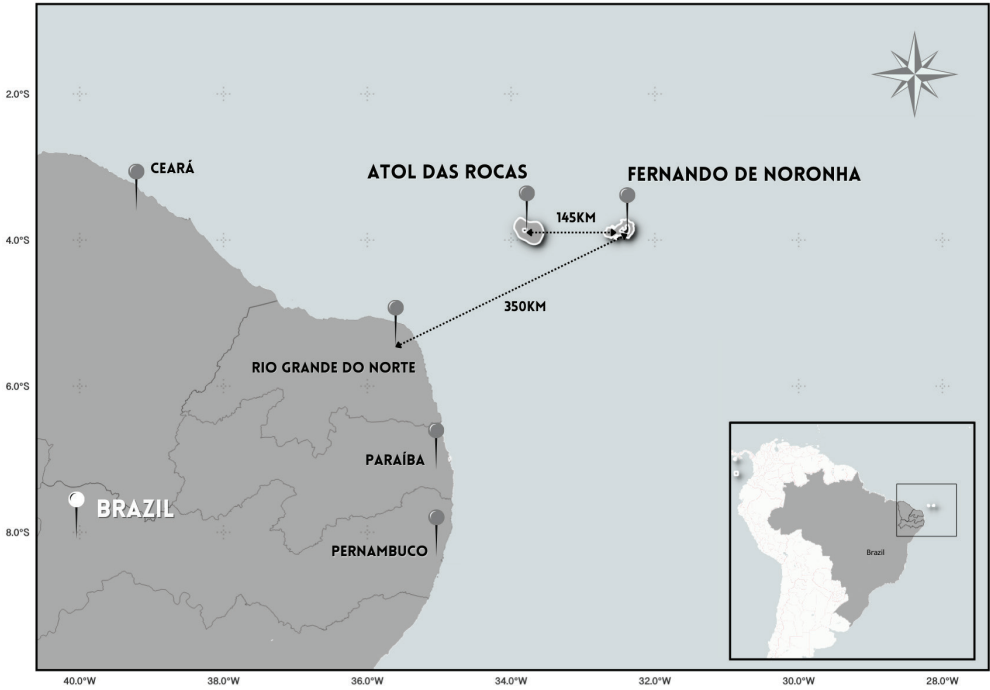 2.0°S
CEARÁ
ATOL DAS ROCAS
FERNANDO DE NORONHA
145KM
4.0°S
350KM
RIO GRANDE DO NORTE
6.0°S
PARAÍBA
BRAZIL
8.0°S
PERNAMBUCO
Brazil
40.0°W
38.0°W
36.0°W
34.0°W
32.0°W
30.0°W
28.0°W